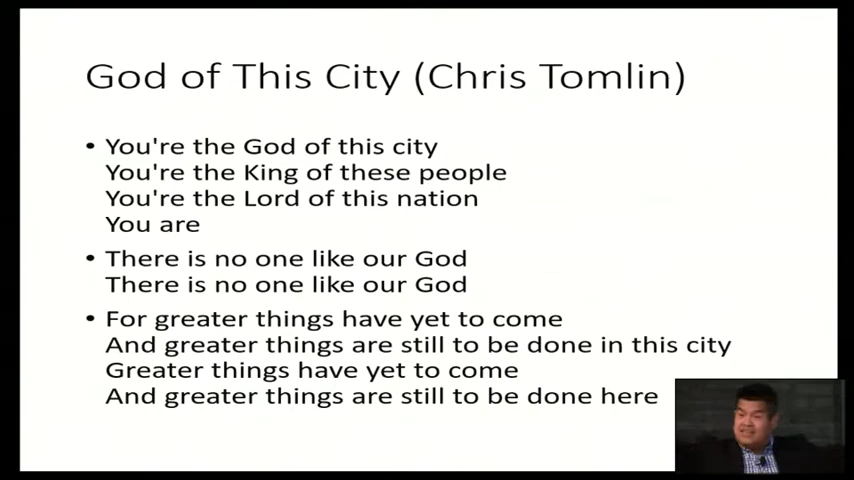 God of This City (Chris Tomlin)
• You're the God of this city
You're the King of these people
You're the Lord of this nation
You are
• There is no one like our God
There is no one like our God
• For greater things have yet to come
And greater things are still to be done in this city
Greater things have yet to come
And greater things are still to be done here